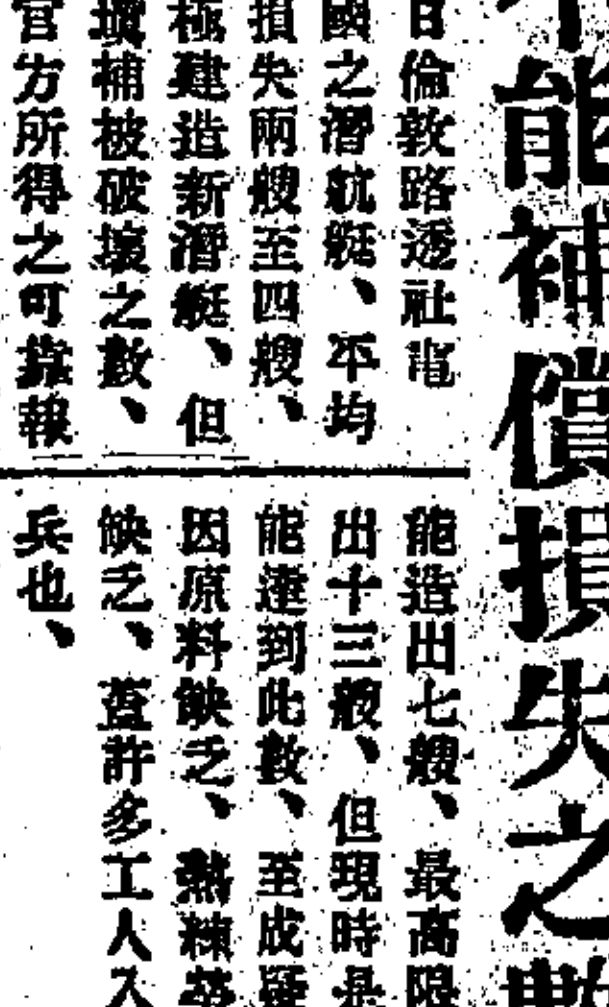 能補償損失之數
日倫敦路透社電
國之潛航艇、平均
損失兩艘至四艘、
極建造新潛艇、但
壞補被破壞之數、
官方所得之可靠報
能造出七艘、最高限
出十三艘、但現時是
能達到此數、至成疑
因原料缺乏、熟練
缺乏、蓋許多工人入
兵也、